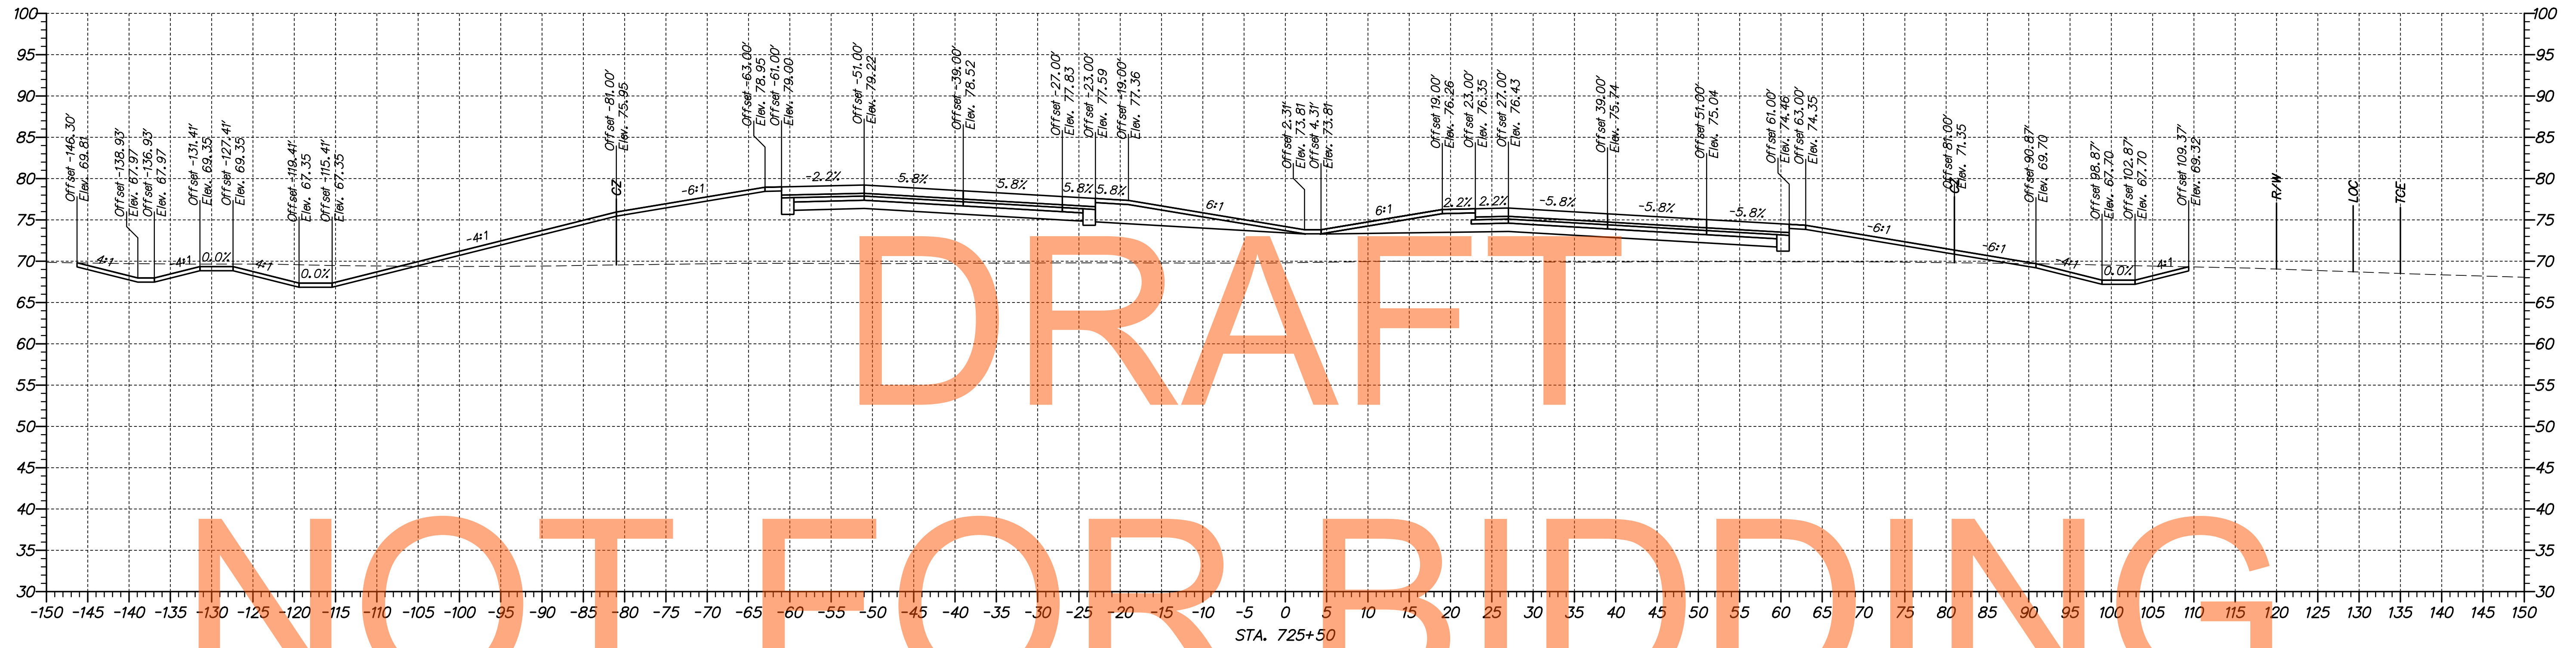 100
95
90
85
80
75
70
65
60
55
50
45
40
35
30
100
95
90
85
80
75
70
65
60
55
50
45
40
35
30
Offset -146.30'
Elev. 69.81
Offset -138.93'
Elev. 67.97
Offset -136.93'
Elev. 67.97
Offset -131.41'
Elev. 69.35
Offset -127.41'
Elev. 69.35
Offset -119.41'
Elev. 67.35
Offset -115.41'
Elev. 67.35
Offset -81.00'
Elev. 75.95
Offset -63.00'
Elev. 78.95
Offset -61.00'
Elev. 79.00
Offset -51.00'
Elev. 79.22
Offset -39.00'
Elev. 78.52
Offset -27.00'
Elev. 77.83
Offset -23.00'
Elev. 77.59
Offset -19.00'
Elev. 77.36
Offset 2.31'
Elev. 73.81
Offset 4.31'
Elev. 73.81
Offset 19.00'
Elev. 76.26
Offset 23.00'
Elev. 76.35
Offset 27.00'
Elev. 76.43
Offset 39.00'
Elev. 75.74
Offset 51.00'
Elev. 75.04
Offset 61.00'
Elev. 74.46
Offset 63.00'
Elev. 74.35
Offset 81.00'
Elev. 71.35
Offset 90.87'
Elev. 69.70
Offset 98.87'
Elev. 67.70
Offset 102.87'
Elev. 67.70
Offset 109.37'
Elev. 69.32
CZ
CZ
R/W
LOC
TCE
4:1
-4:1
0.0%
4:1
0.0%
-4:1
-6:1
-2.2%
5.8%
5.8%
5.8%
5.8%
6:1
6:1
2.2%
2.2%
-5.8%
-5.8%
-5.8%
-6:1
-6:1
-4:1
0.0%
4:1
DRAFT
NOT FOR BIDDING
-150 -145 -140 -135 -130 -125 -120 -115 -110 -105 -100 -95 -90 -85 -80 -75 -70 -65 -60 -55 -50 -45 -40 -35 -30 -25 -20 -15 -10 -5 0 5 10 15 20 25 30 35 40 45 50 55 60 65 70 75 80 85 90 95 100 105 110 115 120 125 130 135 140 145 150
STA. 725+50